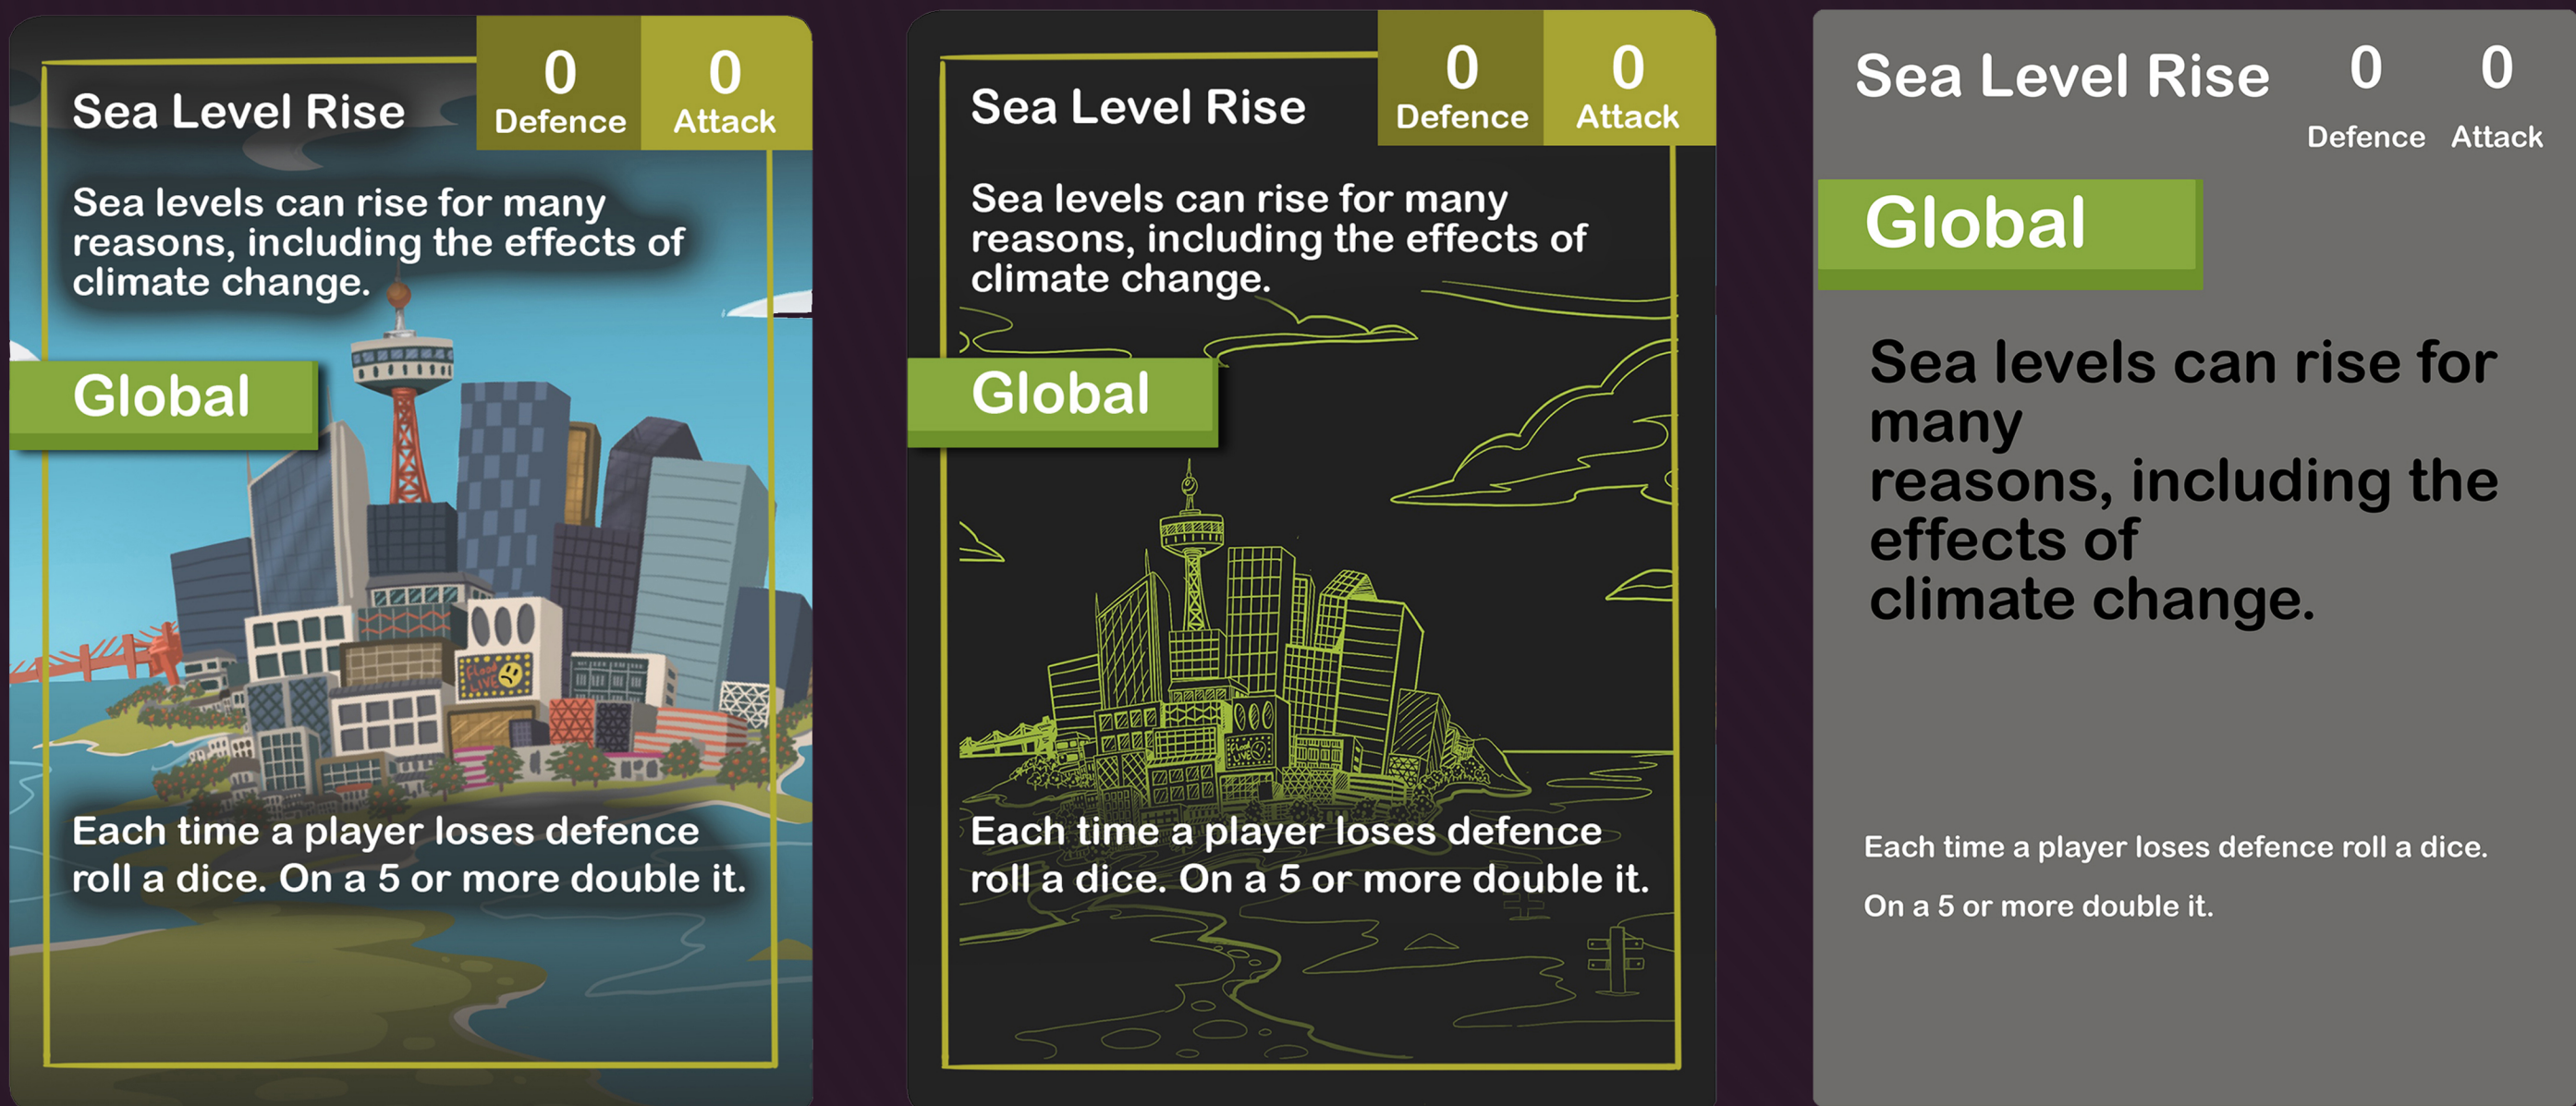 Sea Level Rise
0
Defence
0
Attack
Sea levels can rise for many
reasons, including the effects of
climate change.
Global
Flood
LIVE
Each time a player loses defence
roll a dice. On a 5 or more double it.
Sea Level Rise
0
Defence
0
Attack
Sea levels can rise for many
reasons, including the effects of
climate change.
Global
Flood
LIVE
Each time a player loses defence
roll a dice. On a 5 or more double it.
Sea Level Rise
0
Defence
0
Attack
Global
Sea levels can rise for
many
reasons, including the
effects of
climate change.
Each time a player loses defence roll a dice.
On a 5 or more double it.